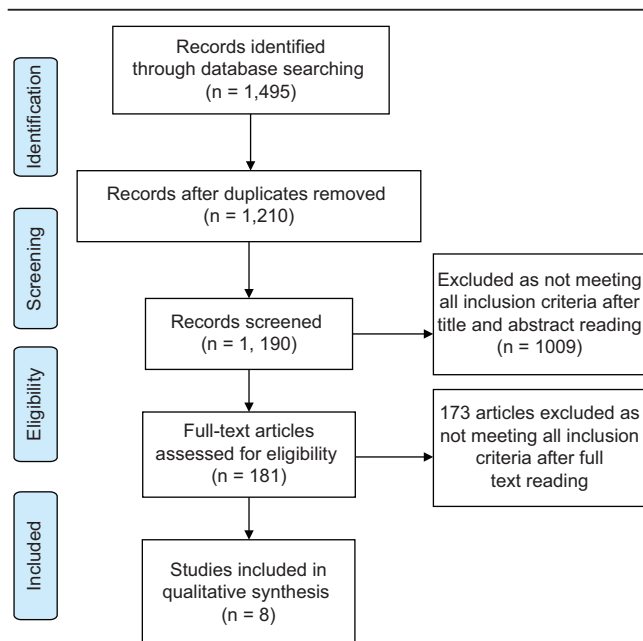 Identification
Records identified
through database searching
(n = 1,495)
Records after duplicates removed
(n = 1,210)
Screening
Records screened
(n = 1, 190)
Excluded as not meeting
all inclusion criteria after
title and abstract reading
(n = 1009)
Eligibility
Full-text articles
assessed for eligibility
(n = 181)
173 articles excluded as
not meeting all inclusion
criteria after full
text reading
Included
Studies included in
qualitative synthesis
(n = 8)